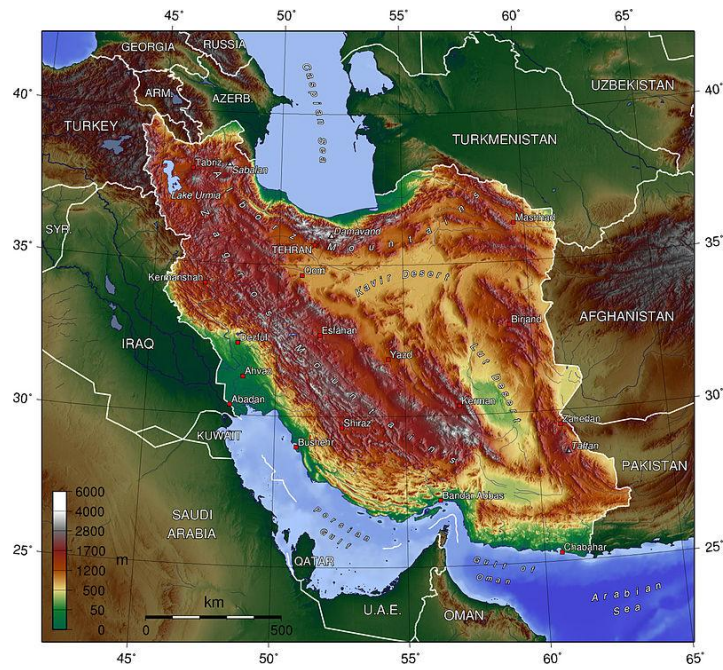 45°
50°
55°
60°
65°
GEORGIA
RUSSIA
ARM.
AZERB.
Caspian Sea
UZBEKISTAN
40°
40°
TURKEY
TURKMENISTAN
Tabriz
Sabalan
Lake Urmia
Alborz Mountains
Mashhad
SYR.
35°
35°
Damavand
TEHRAN
Qom
Kavir Desert
Kermanshah
Zagros Mountains
Birjand
AFGHANISTAN
Esfahan
Dezful
IRAQ
Yazd
Lut Desert
Ahvaz
30°
30°
Abadan
Kerman
Zahedan
Shiraz
KUWAIT
Bushehr
Taftan
PAKISTAN
6000
4000
2800
1700
1200
500
50
0
m
Bandar Abbas
SAUDI
ARABIA
Persian
Gulf
25°
25°
QATAR
Chabahar
Gulf of
Oman
Arabian
Sea
km
0
500
U.A.E.
OMAN
45°
50°
55°
60°
65°